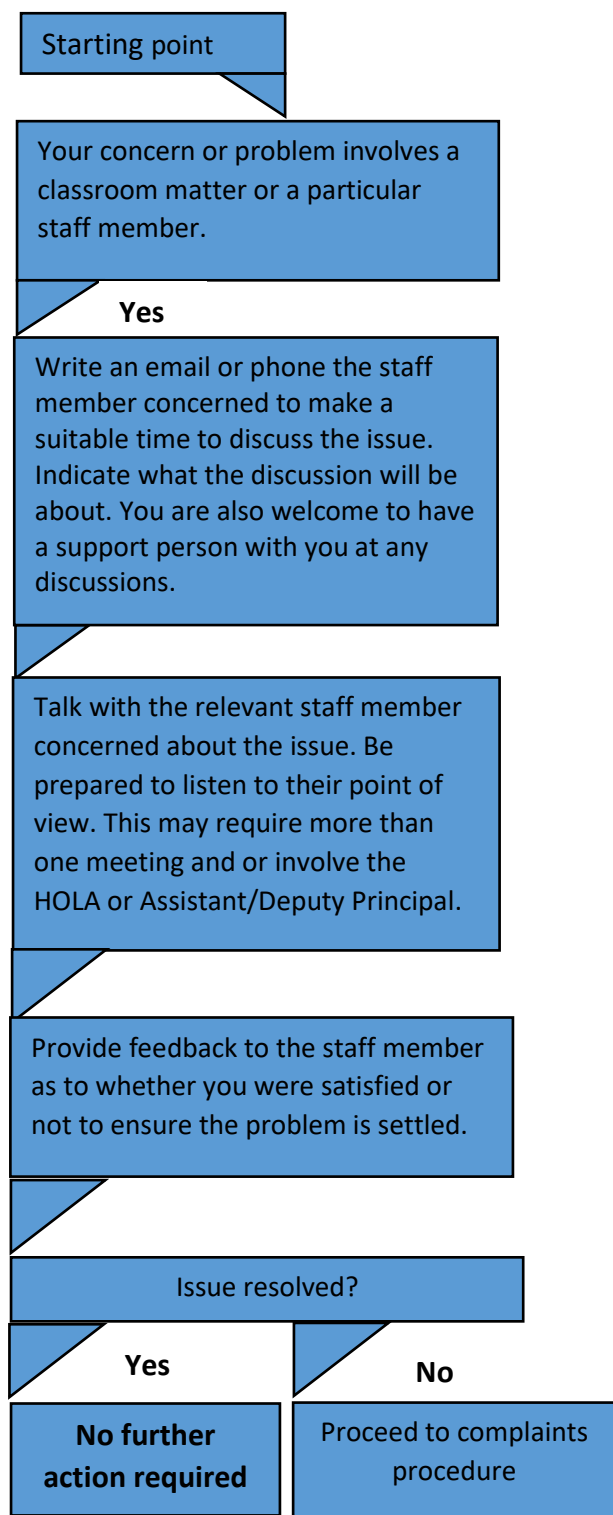 Starting point
Your concern or problem involves a
classroom matter or a particular
staff member.
Yes
Write an email or phone the staff
member concerned to make a
suitable time to discuss the issue.
Indicate what the discussion will be
about. You are also welcome to have
a support person with you at any
discussions.
Talk with the relevant staff member
concerned about the issue. Be
prepared to listen to their point of
view. This may require more than
one meeting and or involve the
HOLA or Assistant/Deputy Principal.
Provide feedback to the staff member
as to whether you were satisfied or
not to ensure the problem is settled.
Issue resolved?
Yes
No
No further
action required
Proceed to complaints
procedure